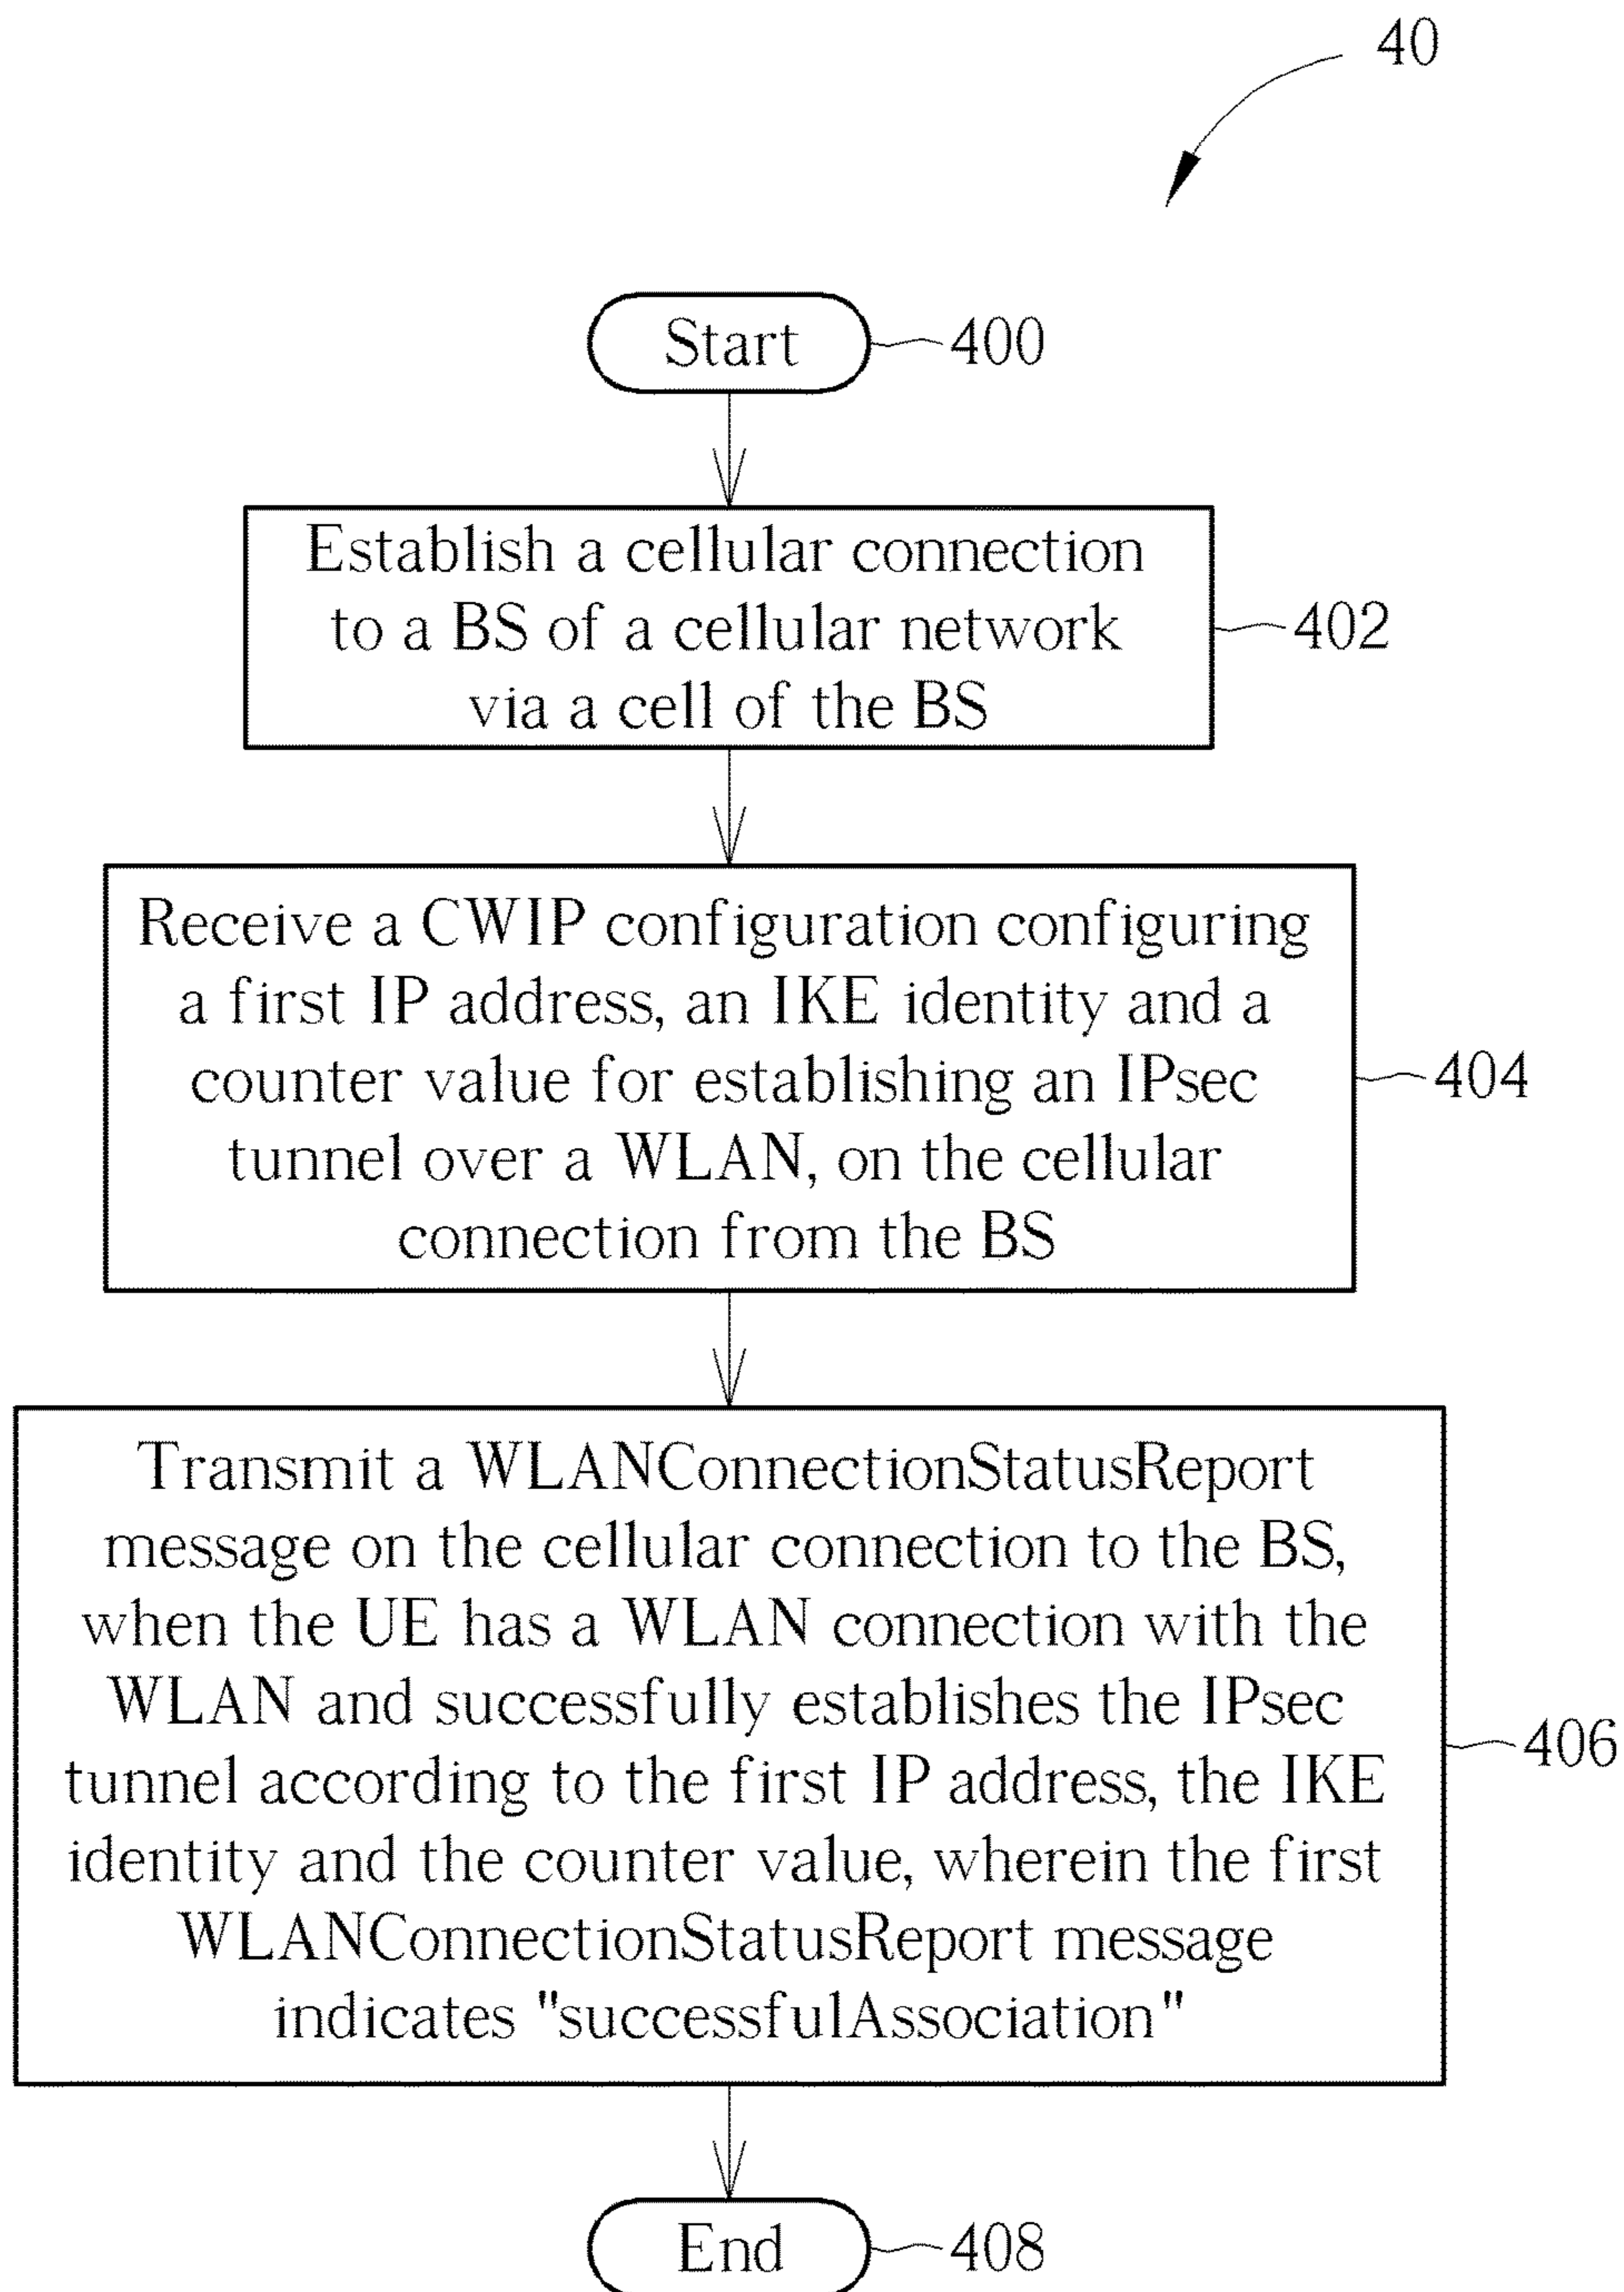 40
Start
400
Establish a cellular connection
to a BS of a cellular network
via a cell of the BS
402
Receive a CWIP configuration configuring
a first IP address, an IKE identity and a
counter value for establishing an IPsec
tunnel over a WLAN, on the cellular
connection from the BS
404
Transmit a WLANConnectionStatusReport
message on the cellular connection to the BS,
when the UE has a WLAN connection with the
WLAN and successfully establishes the IPsec
tunnel according to the first IP address, the IKE
identity and the counter value, wherein the first
WLANConnectionStatusReport message
indicates "successfulAssociation"
406
End
408